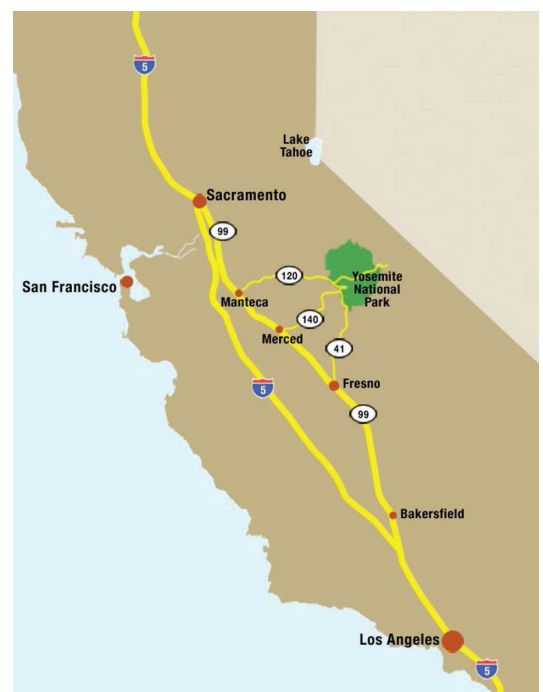 5
Lake
Tahoe
Sacramento
99
120
Yosemite
National
Park
San Francisco
Manteca
140
Merced
41
Fresno
5
99
Bakersfield
Los Angeles
5